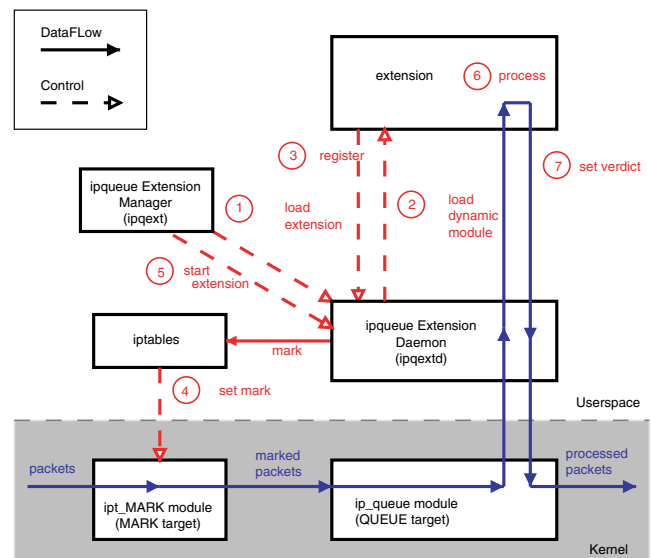 DataFLow
Control
extension
6 process
3 register
7 set verdict
ipqueue Extension
Manager
(ipqext)
1
load
extension
2
load
dynamic
module
5 start
extension
iptables
mark
ipqueue Extension
Daemon
(ipqextd)
4 set mark
Userspace
packets
marked
packets
processed
packets
ipt_MARK module
(MARK target)
ip_queue module
(QUEUE target)
Kernel